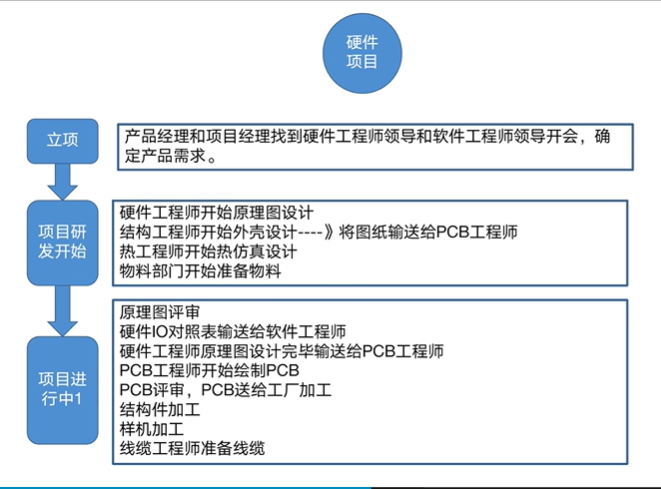 硬件
项目
立项
产品经理和项目经理找到硬件工程师领导和软件工程师领导开会，确
定产品需求。
项目研
发开始
硬件工程师开始原理图设计
结构工程师开始外壳设计----》将图纸输送给PCB工程师
热工程师开始热仿真设计
物料部门开始准备物料
项目进
行中1
原理图评审
硬件IO对照表输送给软件工程师
硬件工程师原理图设计完毕输送给PCB工程师
PCB工程师开始绘制PCB
PCB评审，PCB送给工厂加工
结构件加工
样机加工
线缆工程师准备线缆